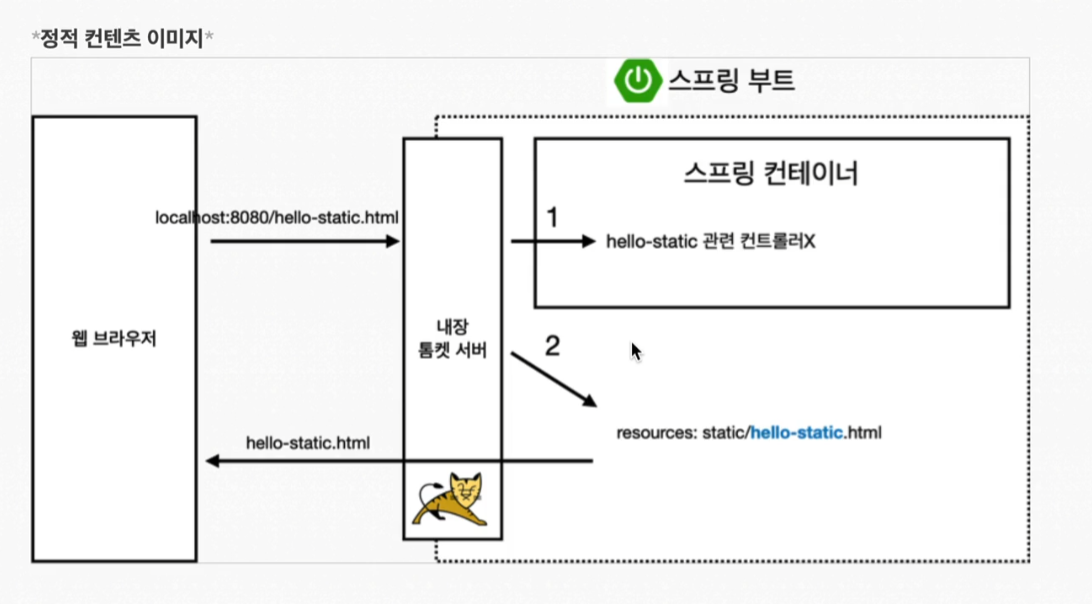 *정적 컨텐츠 이미지*
스프링 부트
스프링 컨테이너
localhost:8080/hello-static.html
1
hello-static 관련 컨트롤러X
웹 브라우저
내장
톰켓 서버
2
resources: static/hello-static.html
hello-static.html